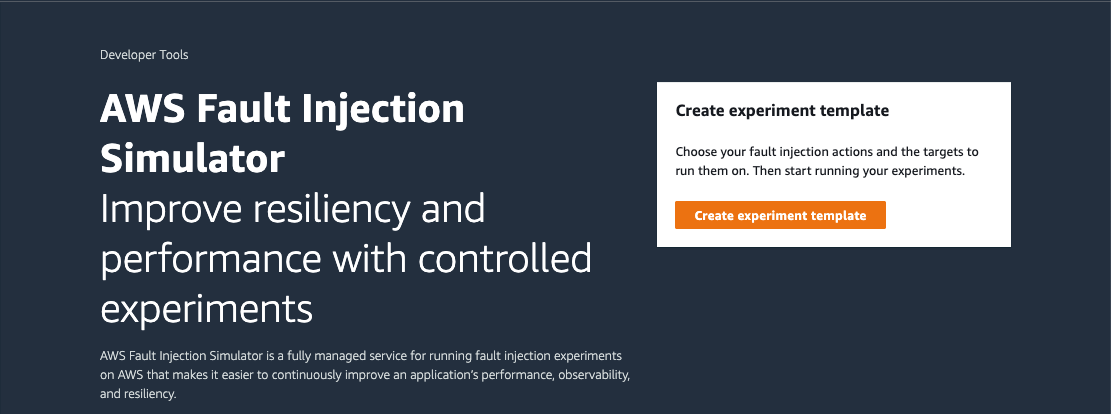 Developer Tools
AWS Fault Injection
Simulator
Improve resiliency and
performance with controlled
experiments
AWS Fault Injection Simulator is a fully managed service for running fault injection experiments
on AWS that makes it easier to continuously improve an application’s performance, observability,
and resiliency.
Create experiment template
Choose your fault injection actions and the targets to
run them on. Then start running your experiments.
Create experiment template